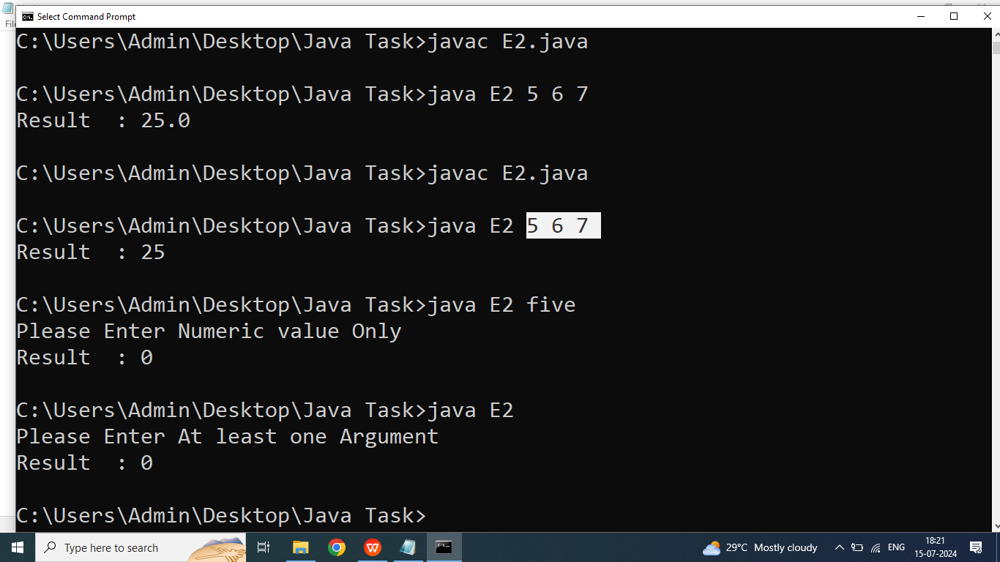 Select Command Prompt
Fil
C:\Users\Admin\Desktop\Java Task>javac E2.java
C:\Users\Admin\Desktop\Java Task>java E2 5 6 7
Result  : 25.0
C:\Users\Admin\Desktop\Java Task>javac E2.java
C:\Users\Admin\Desktop\Java Task>java E2 5 6 7
Result  : 25
C:\Users\Admin\Desktop\Java Task>java E2 five
Please Enter Numeric value Only
Result  : 0
C:\Users\Admin\Desktop\Java Task>java E2
Please Enter At least one Argument
Result  : 0
C:\Users\Admin\Desktop\Java Task>
Type here to search
29°C Mostly cloudy
ENG
18:21
15-07-2024